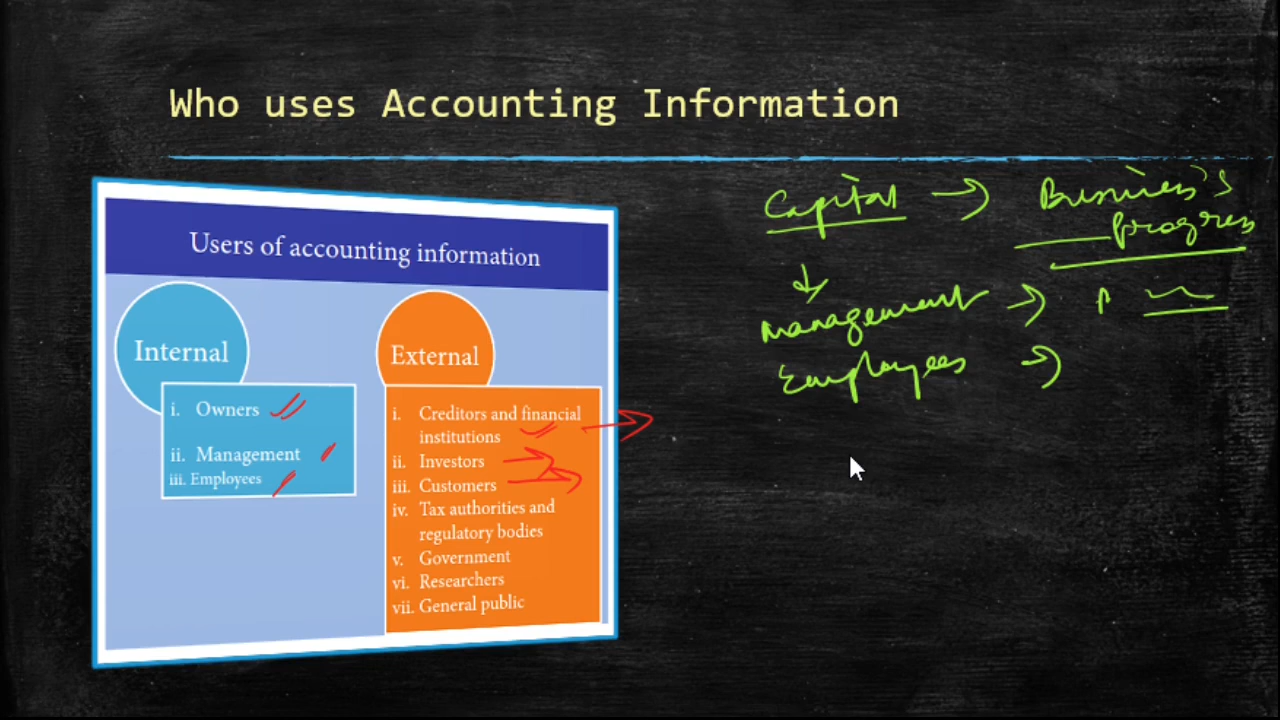 Who uses Accounting Information
Users of accounting information
Internal
i. Owners
ii. Management
iii. Employees
External
i. Creditors and financial
institutions
ii. Investors
iii. Customers
iv. Tax authorities and
regulatory bodies
v. Government
vi. Researchers
vii. General public
Capital → Business's
progress
↓
Management →
Employees →